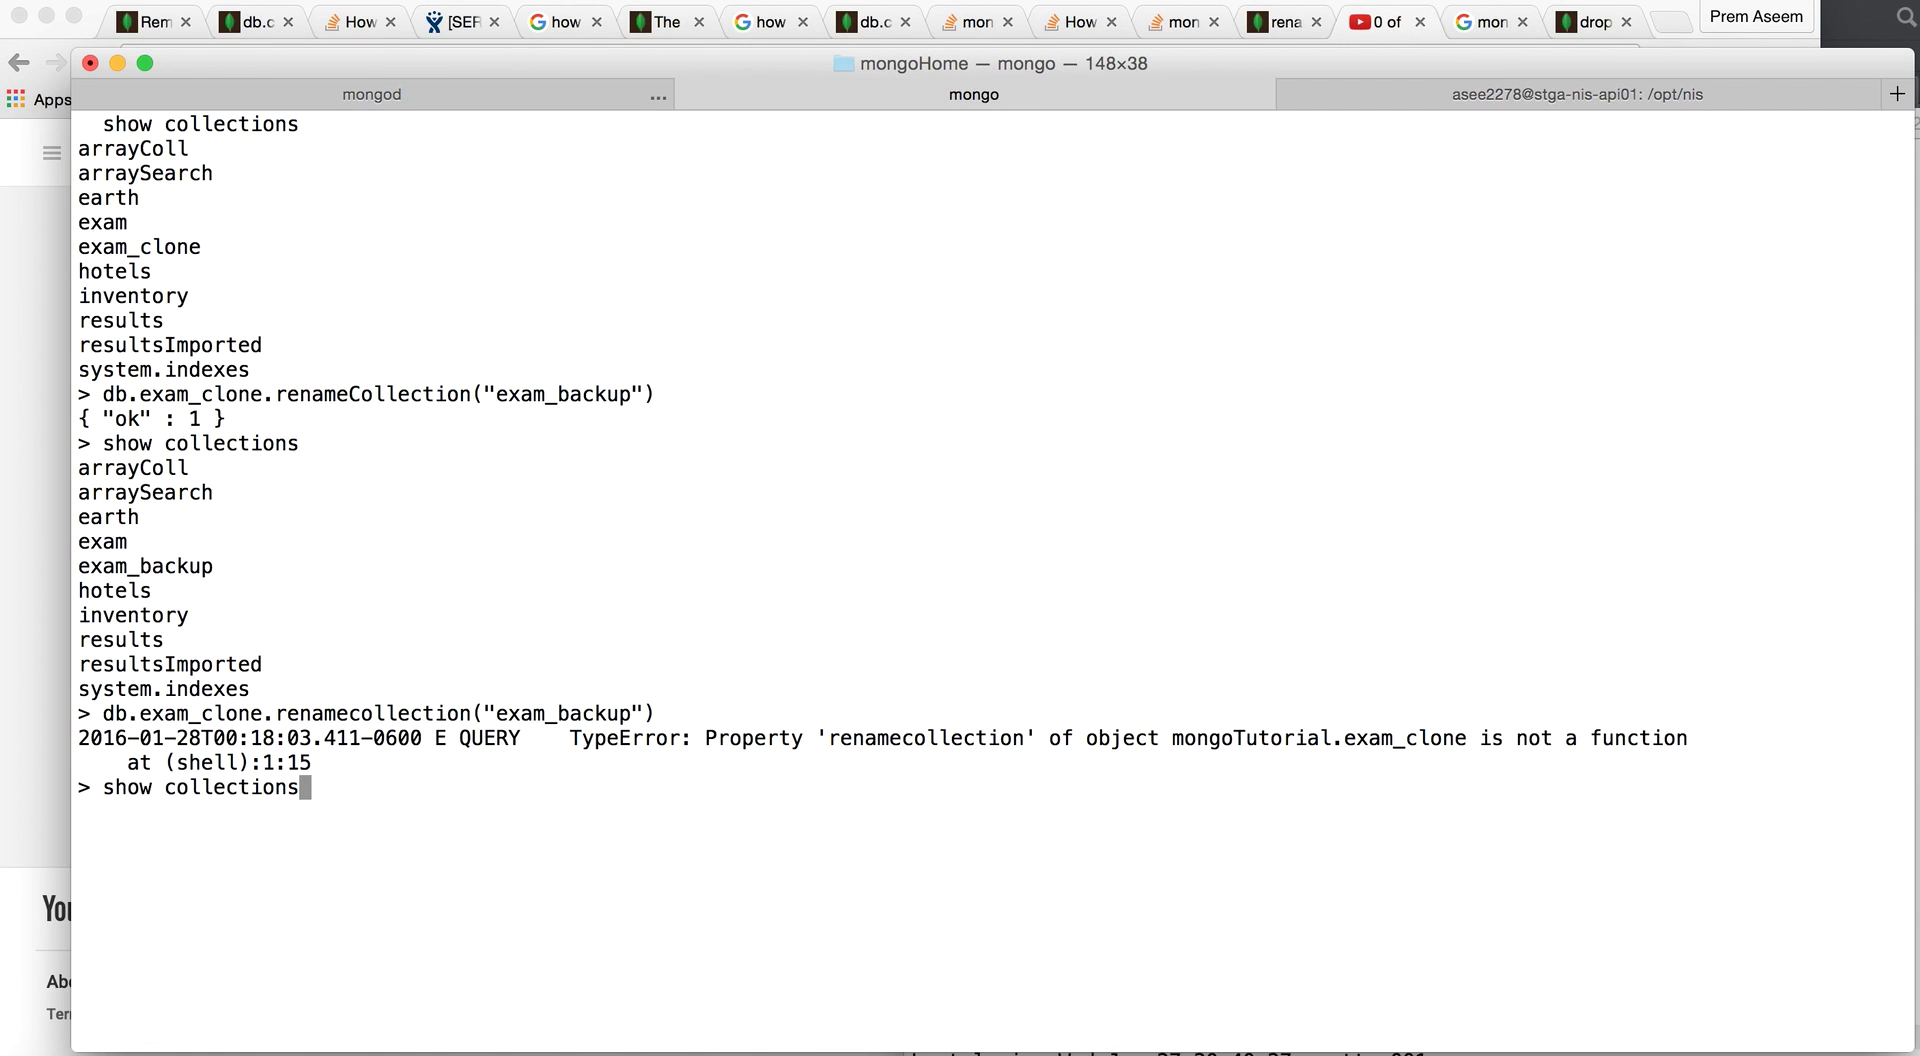 Rem
db.c
How
[SEF
how
The
how
db.c
mon
How
mon
rena
0 of
mon
drop
Prem Aseem
mongoHome — mongo — 148×38
Apps
mongod
...
mongo
asee2278@stga-nis-api01: /opt/nis
+
show collections
arrayColl
arraySearch
earth
exam
exam_clone
hotels
inventory
results
resultsImported
system.indexes
> db.exam_clone.renameCollection("exam_backup")
{ "ok" : 1 }
> show collections
arrayColl
arraySearch
earth
exam
exam_backup
hotels
inventory
results
resultsImported
system.indexes
> db.exam_clone.renamecollection("exam_backup")
2016-01-28T00:18:03.411-0600 E QUERY    TypeError: Property 'renamecollection' of object mongoTutorial.exam_clone is not a function
at (shell):1:15
> show collections
You
Abo
Ter